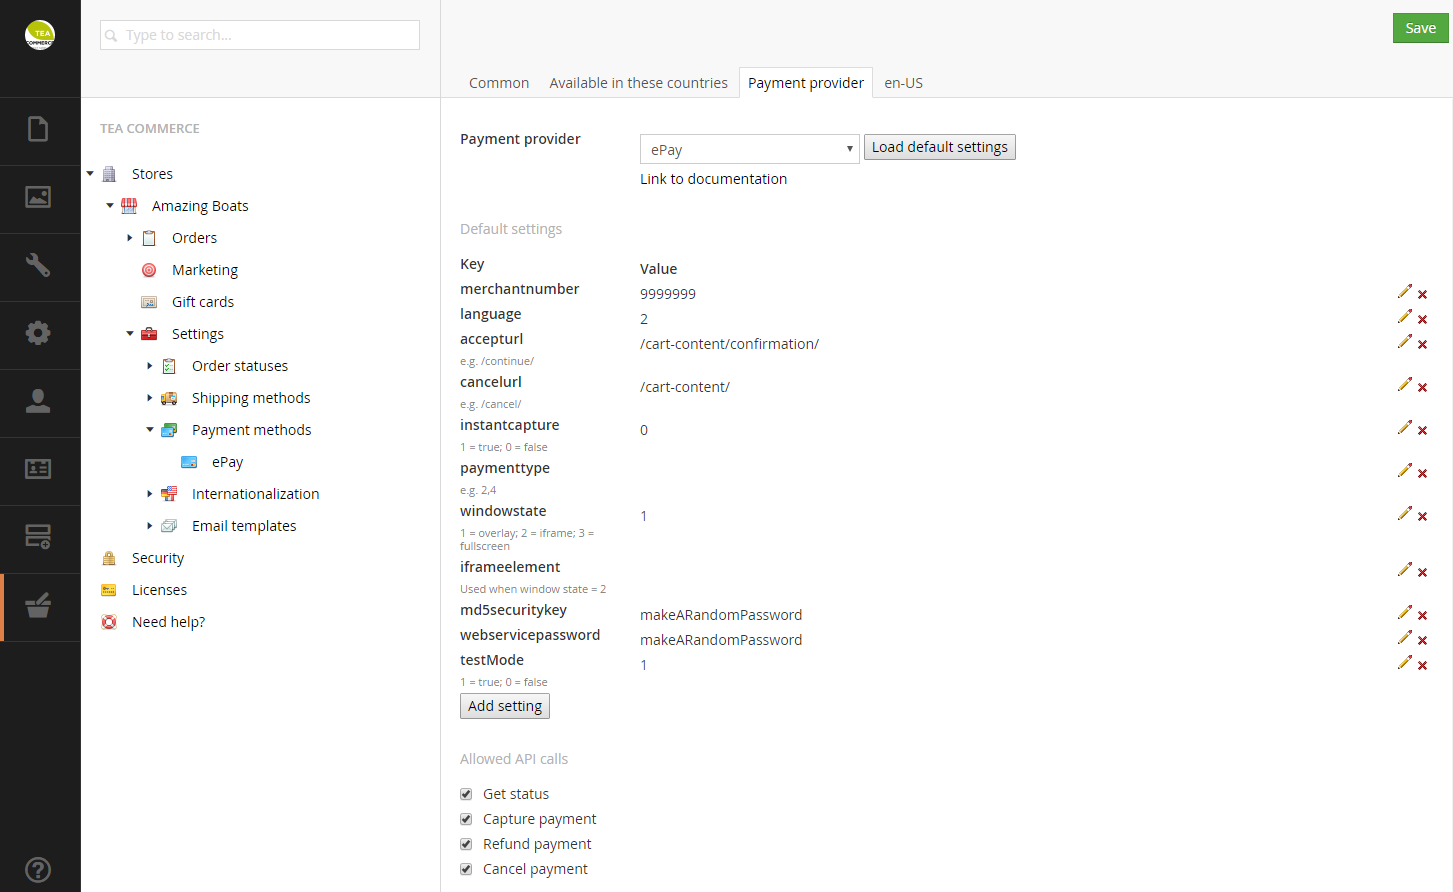 TEA
COMMERCE
Type to search...
Save
Common
Available in these countries
Payment provider
en-US
TEA COMMERCE
Stores
Amazing Boats
Orders
Marketing
Gift cards
Settings
Order statuses
Shipping methods
Payment methods
ePay
Internationalization
Email templates
Security
Licenses
Need help?
Payment provider
ePay
Load default settings
Link to documentation
Default settings
Key Value
merchantnumber 9999999
language 2
accepturl /cart-content/confirmation/
e.g. /continue/
cancelurl /cart-content/
e.g. /cancel/
instantcapture 0
1 = true; 0 = false
paymenttype
e.g. 2,4
windowstate 1
1 = overlay; 2 = iframe; 3 =
fullscreen
iframeelement
Used when window state = 2
md5securitykey makeARandomPassword
webservicepassword makeARandomPassword
testMode 1
1 = true; 0 = false
Add setting
Allowed API calls
Get status
Capture payment
Refund payment
Cancel payment